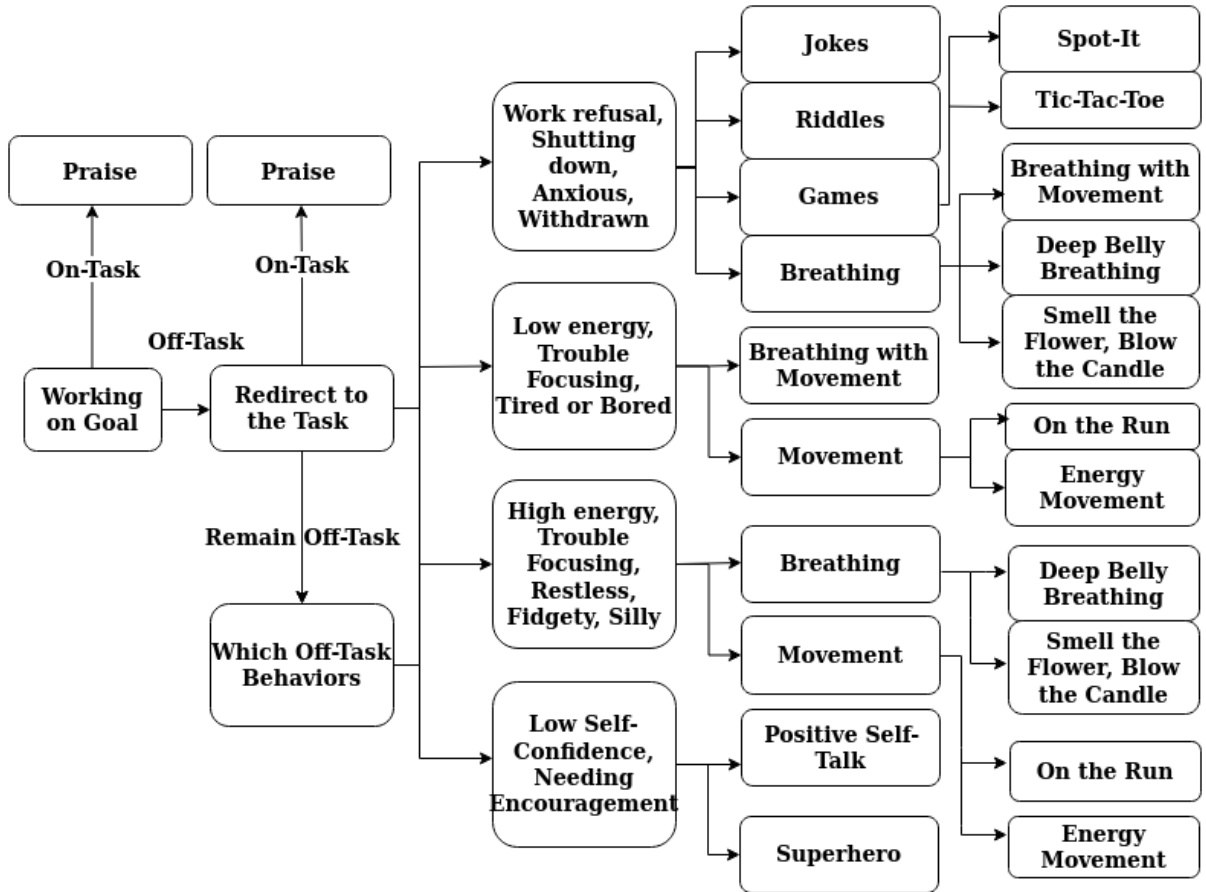 Praise
Praise
On-Task
On-Task
Off-Task
Working
on Goal
Redirect to
the Task
Remain Off-Task
Which Off-Task
Behaviors
Work refusal,
Shutting
down,
Anxious,
Withdrawn
Low energy,
Trouble
Focusing,
Tired or Bored
High energy,
Trouble
Focusing,
Restless,
Fidgety, Silly
Low Self-
Confidence,
Needing
Encouragement
Jokes
Riddles
Games
Breathing
Breathing with
Movement
Movement
Breathing
Movement
Positive Self-
Talk
Superhero
Spot-It
Tic-Tac-Toe
Breathing with
Movement
Deep Belly
Breathing
Smell the
Flower, Blow
the Candle
On the Run
Energy
Movement
Deep Belly
Breathing
Smell the
Flower, Blow
the Candle
On the Run
Energy
Movement